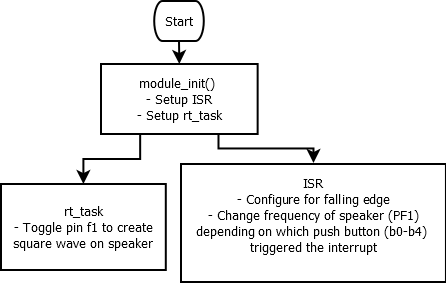 Start
module_init()
- Setup ISR
- Setup rt_task
rt_task
- Toggle pin f1 to create
square wave on speaker
ISR
- Configure for falling edge
- Change frequency of speaker (PF1)
depending on which push button (b0-b4)
triggered the interrupt